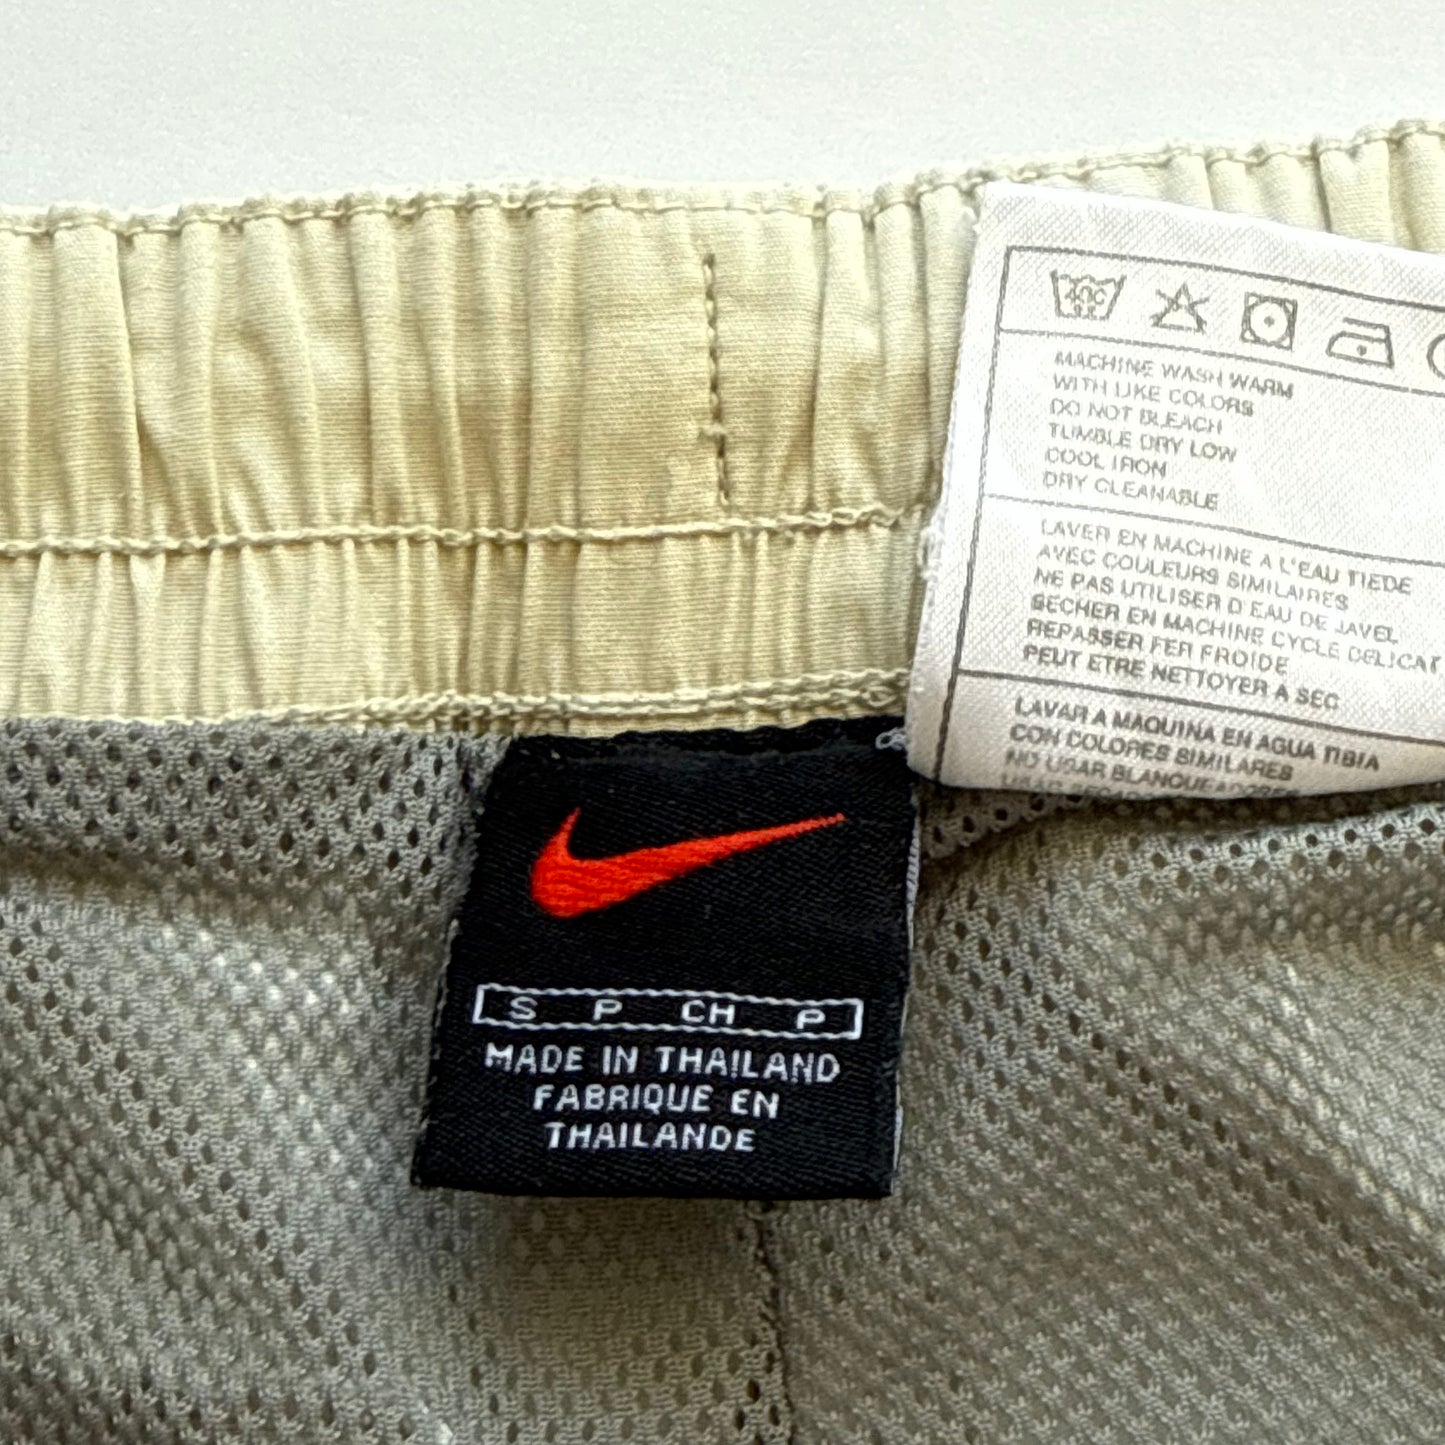 40C
MACHINE WASH WARM
WITH LIKE COLORS
DO NOT BLEACH
TUMBLE DRY LOW
COOL IRON
DRY CLEANABLE
LAVER EN MACHINE A L'EAU TIEDE
AVEC COULEURS SIMILAIRES
NE PAS UTILISER D'EAU DE JAVEL
SECHER EN MACHINE CYCLE DELICAT
REPASSER FER FROIDE
PEUT ETRE NETTOYER A SEC
LAVAR A MAQUINA EN AGUA TIBIA
CON COLORES SIMILARES
NO USAR BLANQUEADORES
S P CH P
MADE IN THAILAND
FABRIQUE EN
THAILANDE